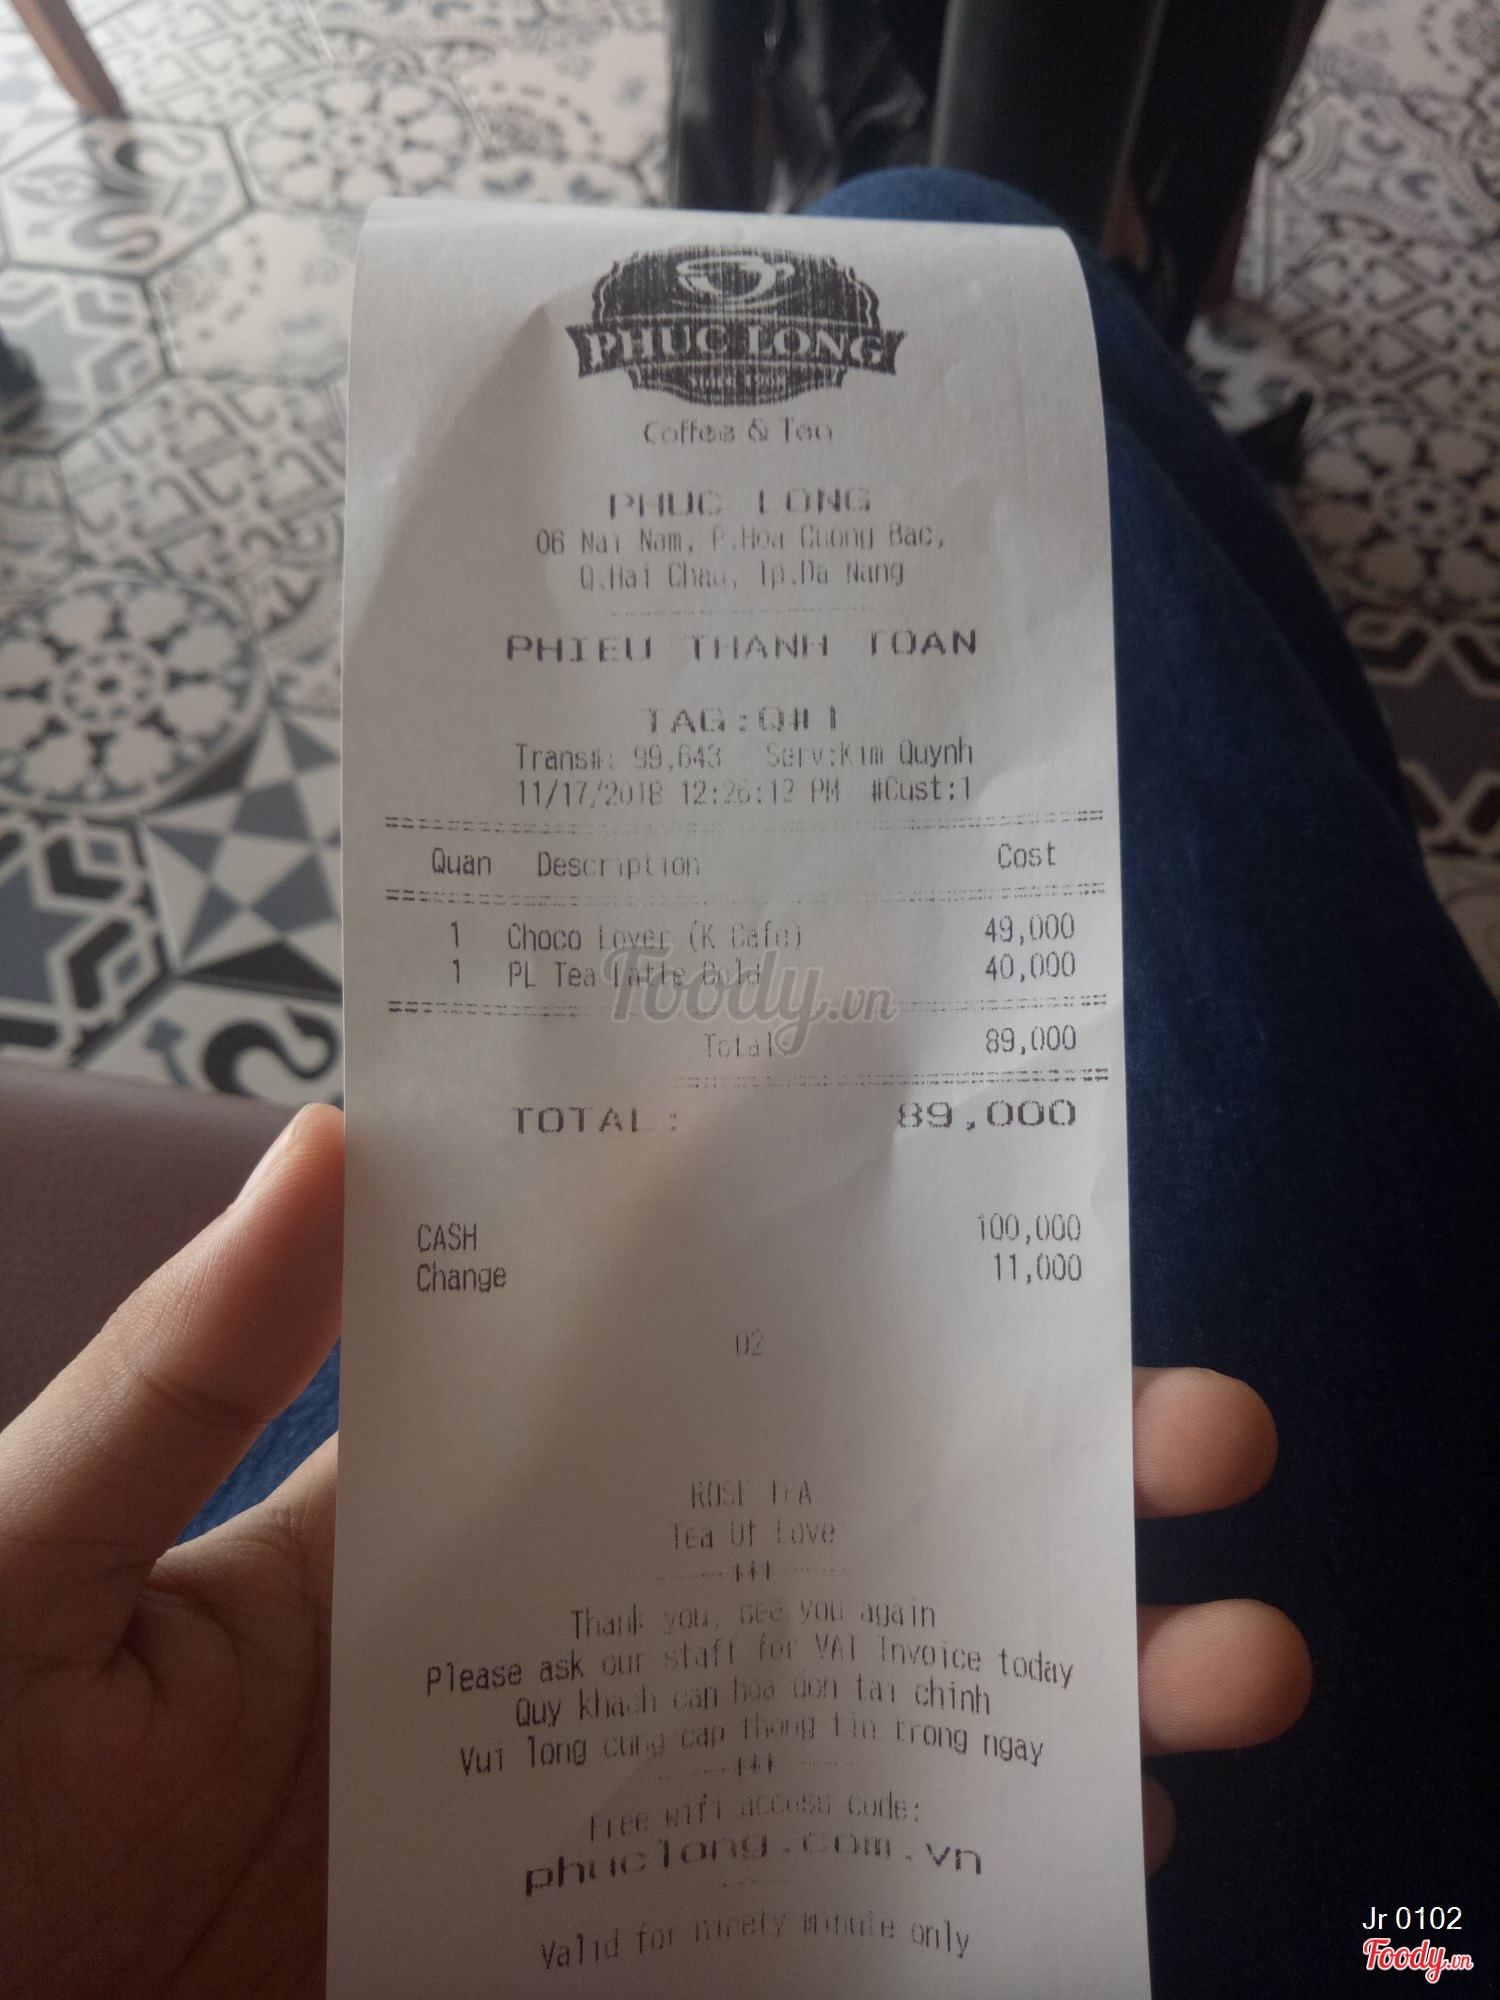 PHUC LONG
SINCE 1968
Coffee & Tea
PHUC LONG
06 Nai Nam, P.Hoa Cuong Bac,
Q.Hai Chau, Tp.Da Nang
PHIEU THANH TOAN
TAG:Q#1
Trans#: 99,643 Serv:Kim Quynh
11/17/2018 12:26:12 PM #Cust:1
Quan Description Cost
1 Choco Lover (K Cafe) 49,000
1 PL Tea Latte Cold 40,000
Foody.vn
Total: 89,000
TOTAL: 89,000
CASH 100,000
Change 11,000
02
ROSE TEA
Tea Of Love
Thank you, see you again
Please ask our staff for VAT Invoice today
Quy khach can hoa don tai chinh
Vui long cung cap thong tin trong ngay
Free wifi access code:
phuclong.com.vn
Valid for ninety minute only
Jr 0102
Foody.vn